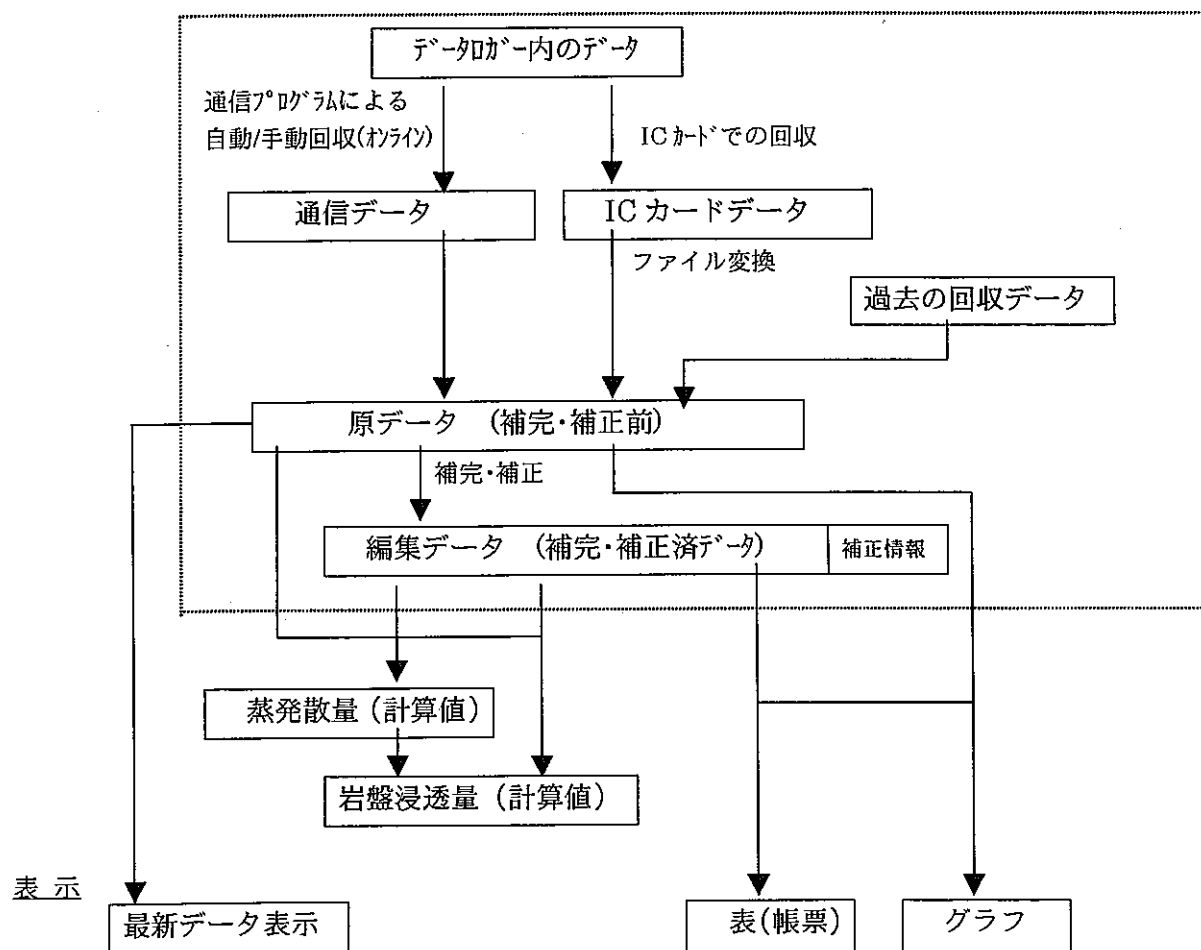 ﾃﾞｰﾀﾛｶﾞｰ内のデータ
通信ﾌﾟﾛｸﾞﾗﾑによる
自動/手動回収(ｵﾝﾗｲﾝ)
ICｶｰﾄﾞでの回収
通信データ
IC カードデータ
ファイル変換
過去の回収データ
原データ （補完・補正前）
補完・補正
編集データ （補完・補正済ﾃﾞｰﾀ)
補正情報
蒸発散量（計算値）
岩盤浸透量（計算値）
表 示
最新データ表示
表(帳票)
グラフ